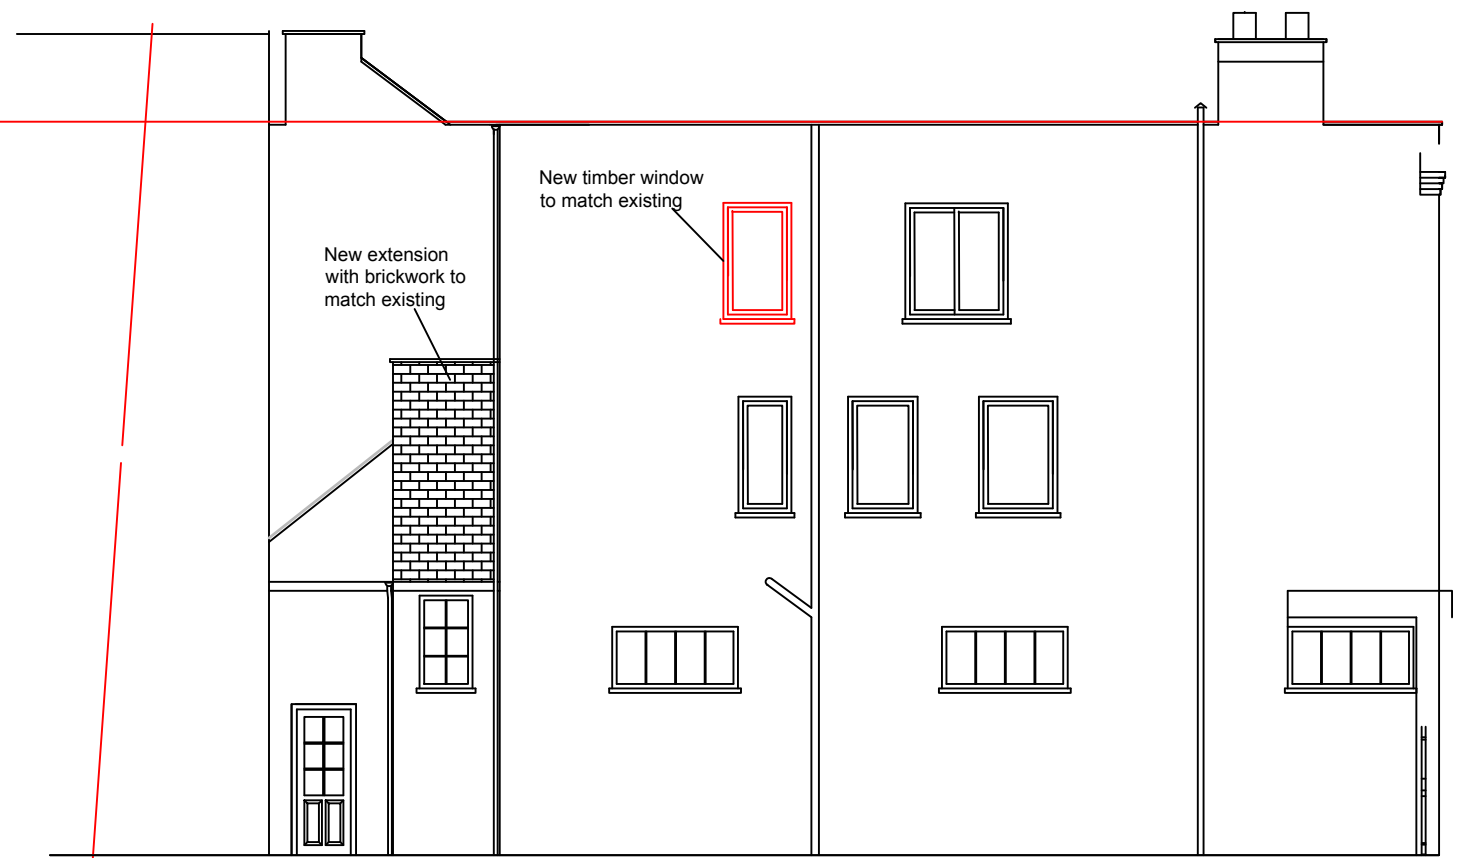 New timber window
to match existing
New extension
with brickwork to
match existing